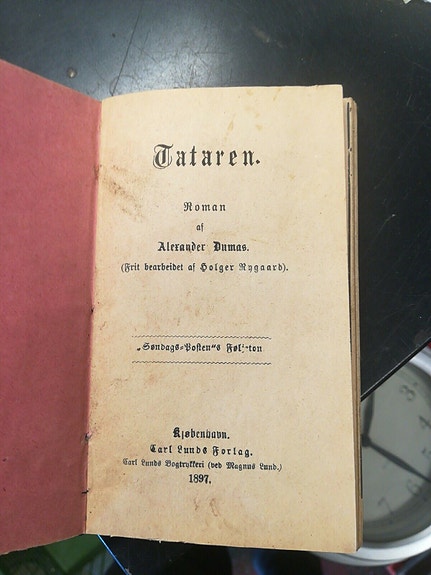 Tataren.
Roman
af
Alexander Dumas.
(Frit bearbeidet af Holger Nygaard).
„Søndags-Posten"s Føl
Kjøbenhavn.
Carl Lunds Forlag.
Carl Lunds Bogtrykkeri (ved Magnus Lund.)
1897.